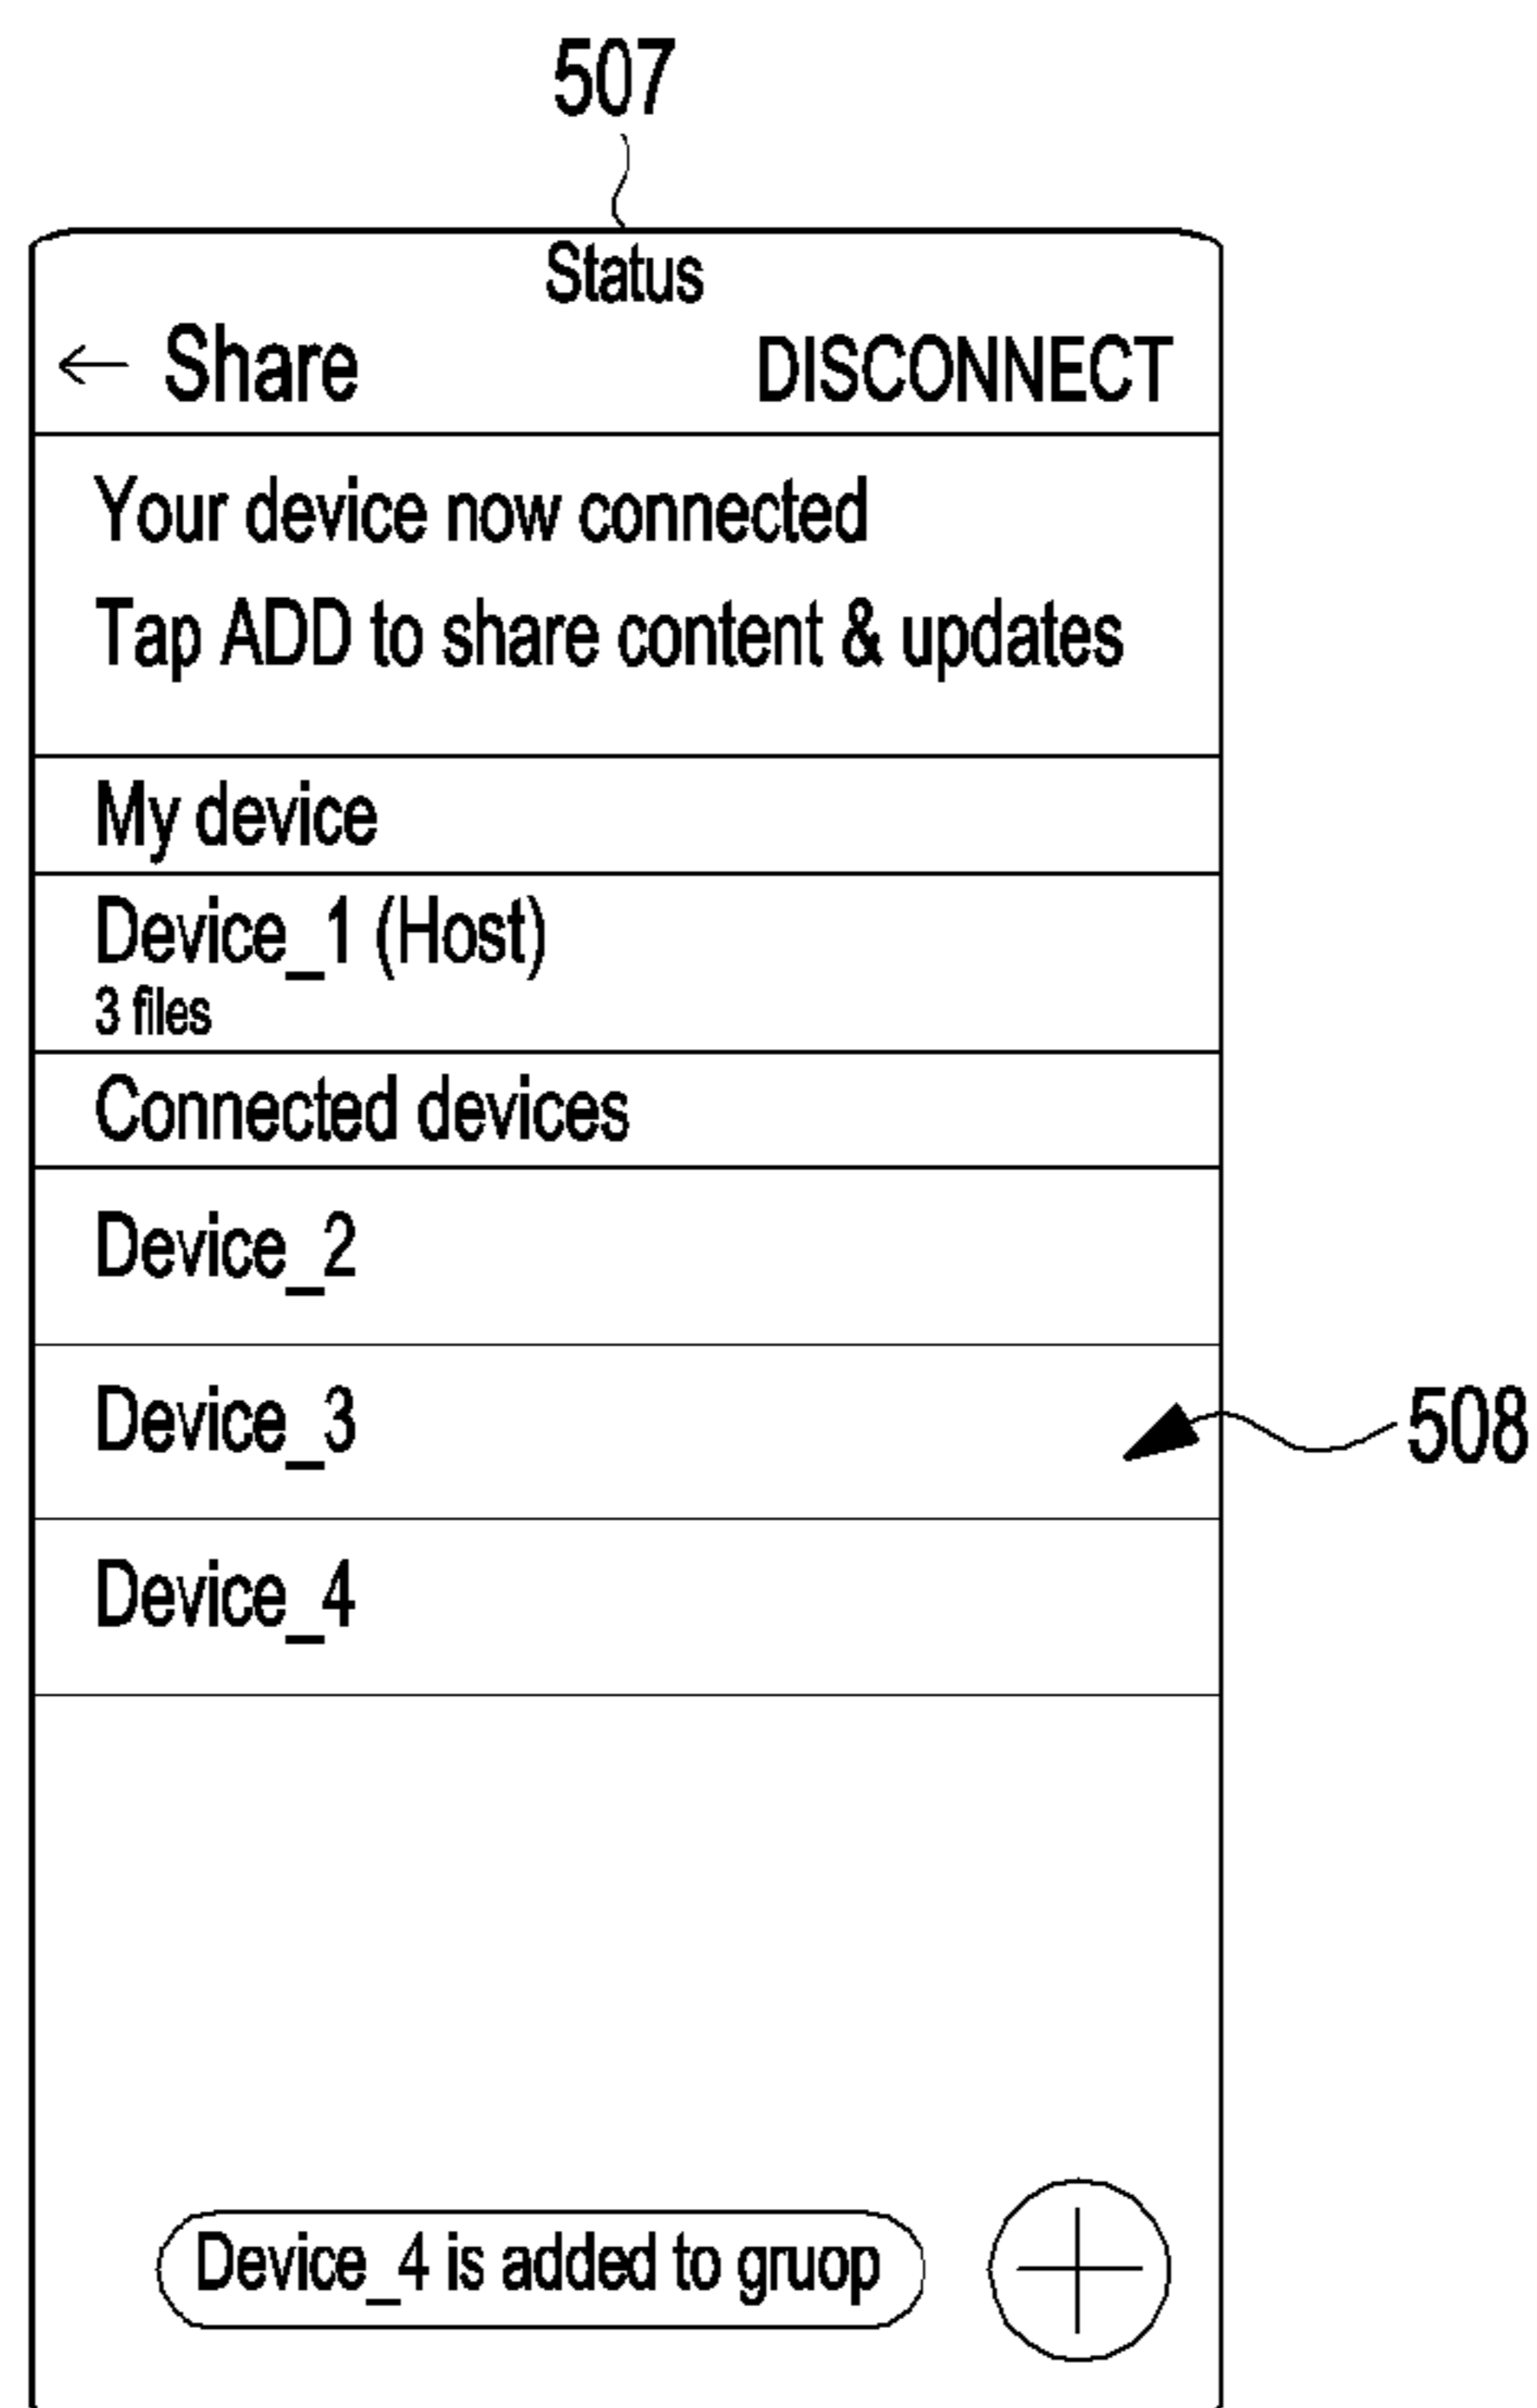 507
Status
← Share DISCONNECT
Your device now connected
Tap ADD to share content & updates
My device
Device_1 (Host)
3 files
Connected devices
Device_2
Device_3
508
Device_4
Device_4 is added to gruop